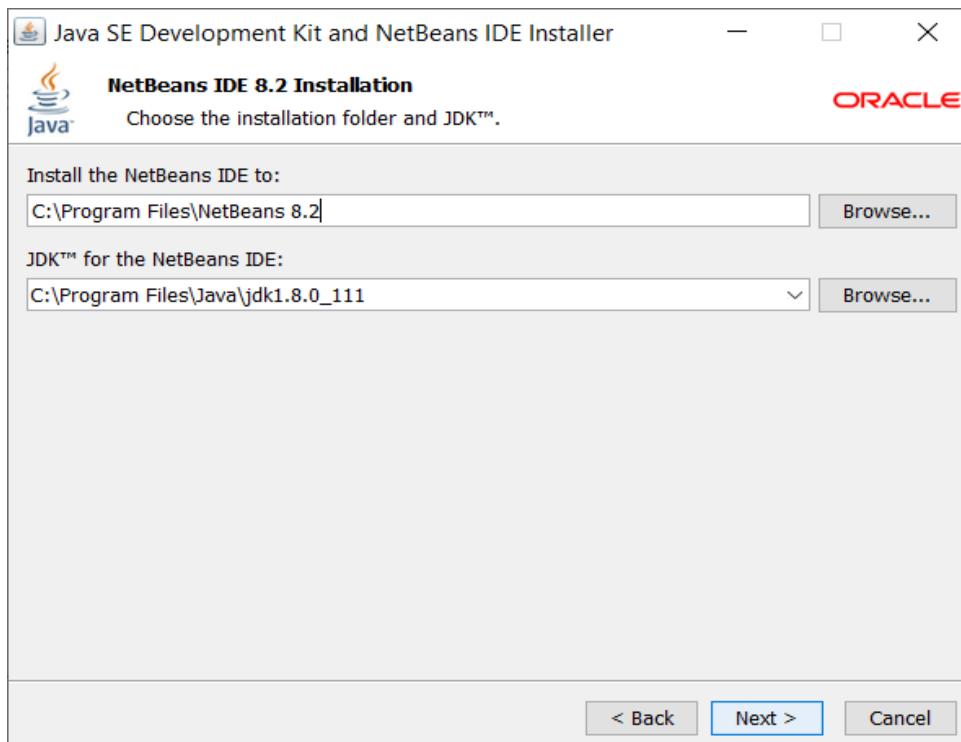 Java SE Development Kit and NetBeans IDE Installer
NetBeans IDE 8.2 Installation
Choose the installation folder and JDK™.
Java™
ORACLE
Install the NetBeans IDE to:
C:\Program Files\NetBeans 8.2
Browse...
JDK™ for the NetBeans IDE:
C:\Program Files\Java\jdk1.8.0_111
Browse...
< Back
Next >
Cancel